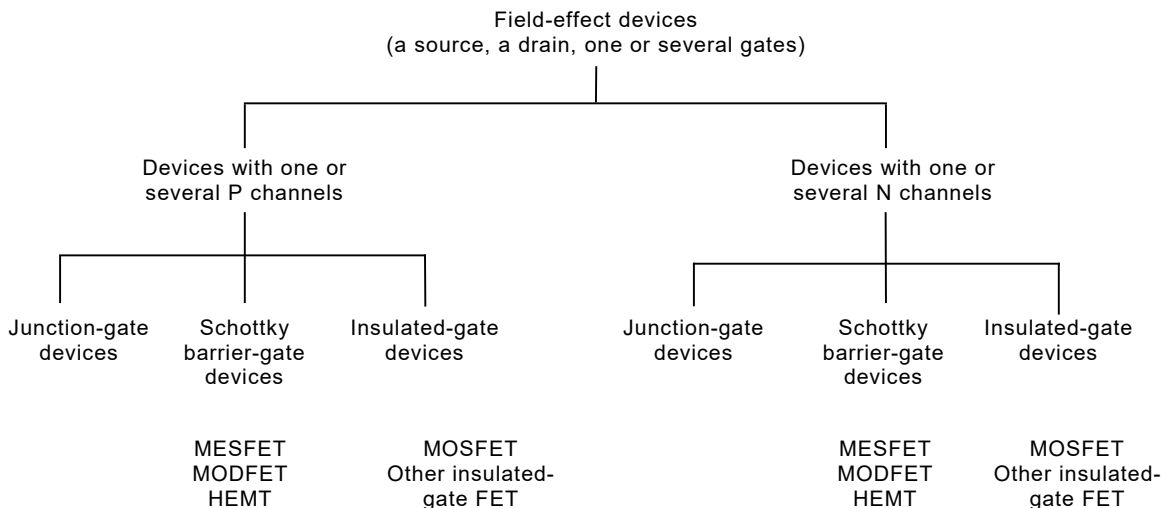 Field-effect devices
(a source, a drain, one or several gates)
Devices with one or
several P channels
Devices with one or
several N channels
Junction-gate
devices
Schottky
barrier-gate
devices
Insulated-gate
devices
Junction-gate
devices
Schottky
barrier-gate
devices
Insulated-gate
devices
MESFET
MODFET
HEMT
MOSFET
Other insulated-
gate FET
MESFET
MODFET
HEMT
MOSFET
Other insulated-
gate FET